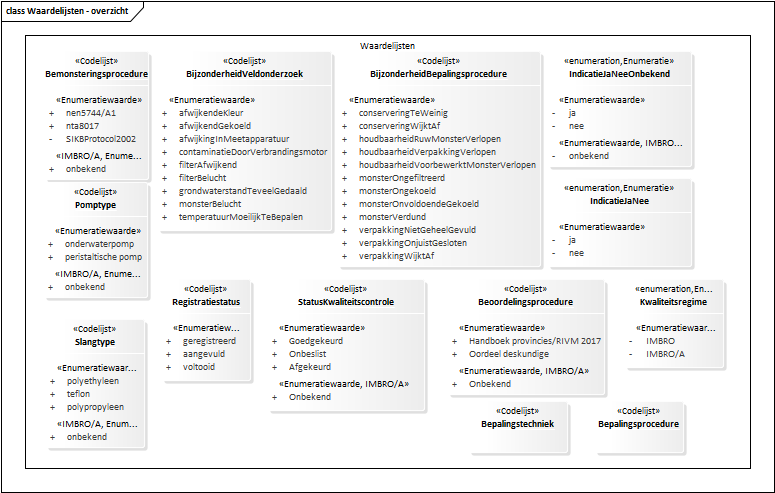 class Waardelijsten - overzicht
Waardelijsten
«Codelijst»
Bemonsteringsprocedure
«Enumeratiewaarde»
+ nen5744/A1
+ nta8017
- SIKBProtocol2002
«IMBRO/A, Enume...
+ onbekend
«Codelijst»
BijzonderheidVeldonderzoek
«Enumeratiewaarde»
+ afwijkendeKleur
+ afwijkendGekoeld
+ afwijkingInMeetapparatuur
+ contaminatieDoorVerbrandingsmotor
+ filterAfwijkend
+ filterBelucht
+ grondwaterstandTeveelGedaald
+ monsterBelucht
+ temperatuurMoeilijkTeBepalen
«Codelijst»
BijzonderheidBepalingsprocedure
«Enumeratiewaarde»
+ conserveringTeWeinig
+ conserveringWijktAf
+ houdbaarheidRuwMonsterVerlopen
+ houdbaarheidVerpakkingVerlopen
+ houdbaarheidVoorbewerktMonsterVerlopen
+ monsterOngefiltreerd
+ monsterOngekoeld
+ monsterOnvoldoendeGekoeld
+ monsterVerdund
+ verpakkingNietGeheelGevuld
+ verpakkingOnjuistGesloten
+ verpakkingWijktAf
«enumeration,Enumeratie»
IndicatieJaNeeOnbekend
«Enumeratiewaarde»
- ja
- nee
«Enumeratiewaarde, IMBRO...
- onbekend
«enumeration,Enumeratie»
IndicatieJaNee
«Enumeratiewaarde»
- ja
- nee
«Codelijst»
Pomptype
«Enumeratiewaarde»
+ onderwaterpomp
+ peristaltische pomp
«IMBRO/A, Enume...
+ onbekend
«Codelijst»
Registratiestatus
«Enumeratiew...
+ geregistreerd
+ aangevuld
+ voltooid
«Codelijst»
StatusKwaliteitscontrole
«Enumeratiewaarde»
+ Goedgekeurd
+ Onbeslist
+ Afgekeurd
«Enumeratiewaarde, IMBRO/A»
+ Onbekend
«Codelijst»
Beoordelingsprocedure
«Enumeratiewaarde»
+ Handboek provincies/RIVM 2017
+ Oordeel deskundige
«Enumeratiewaarde, IMBRO/A»
+ Onbekend
«enumeration,En...
Kwaliteitsregime
«Enumeratiewaar...
- IMBRO
- IMBRO/A
«Codelijst»
Slangtype
«Enumeratiewaar...
+ polyethyleen
+ teflon
+ polypropyleen
«IMBRO/A, Enum...
+ onbekend
«Codelijst»
Bepalingstechniek
«Codelijst»
Bepalingsprocedure